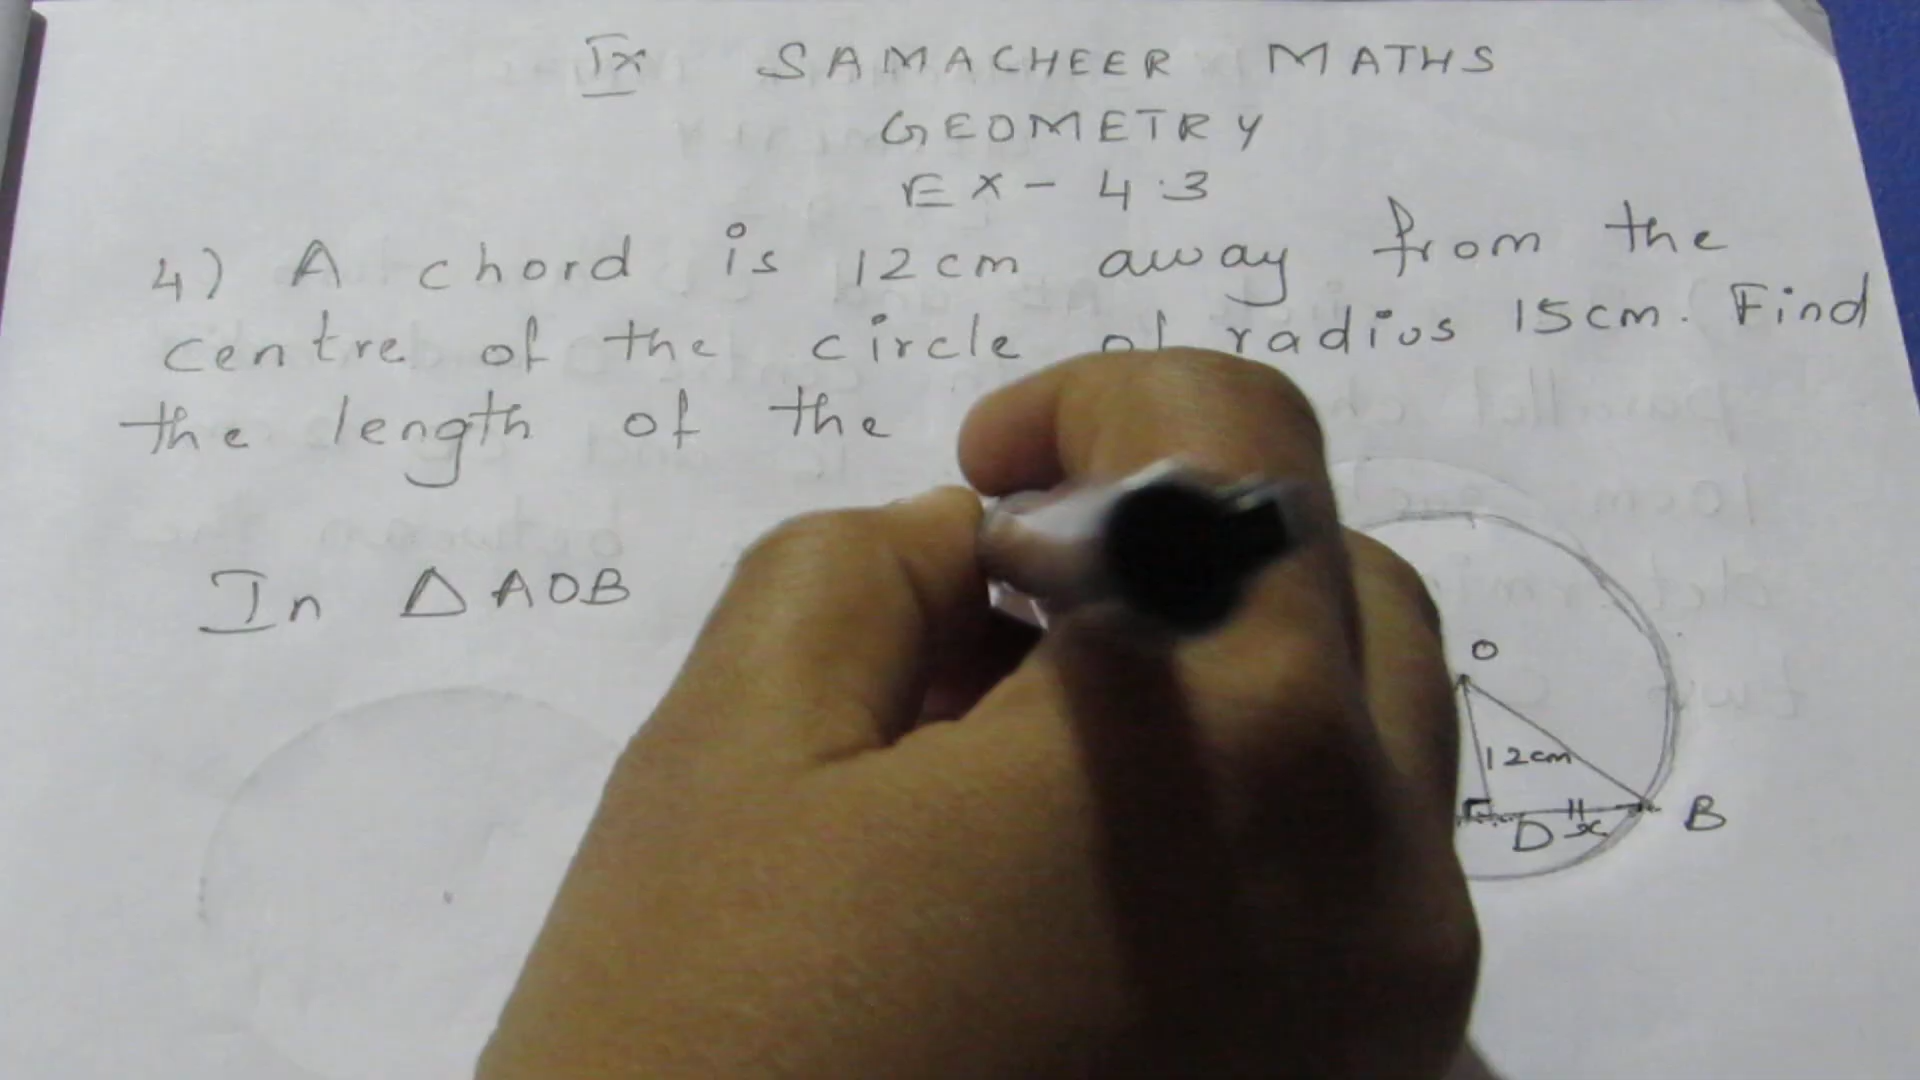 IX SAMACHEER MATHS
GEOMETRY
EX - 4.3
4) A chord is 12cm away from the
centre of the circle of radius 15cm. Find
the length of the
In △AOB
O
12cm
D x B